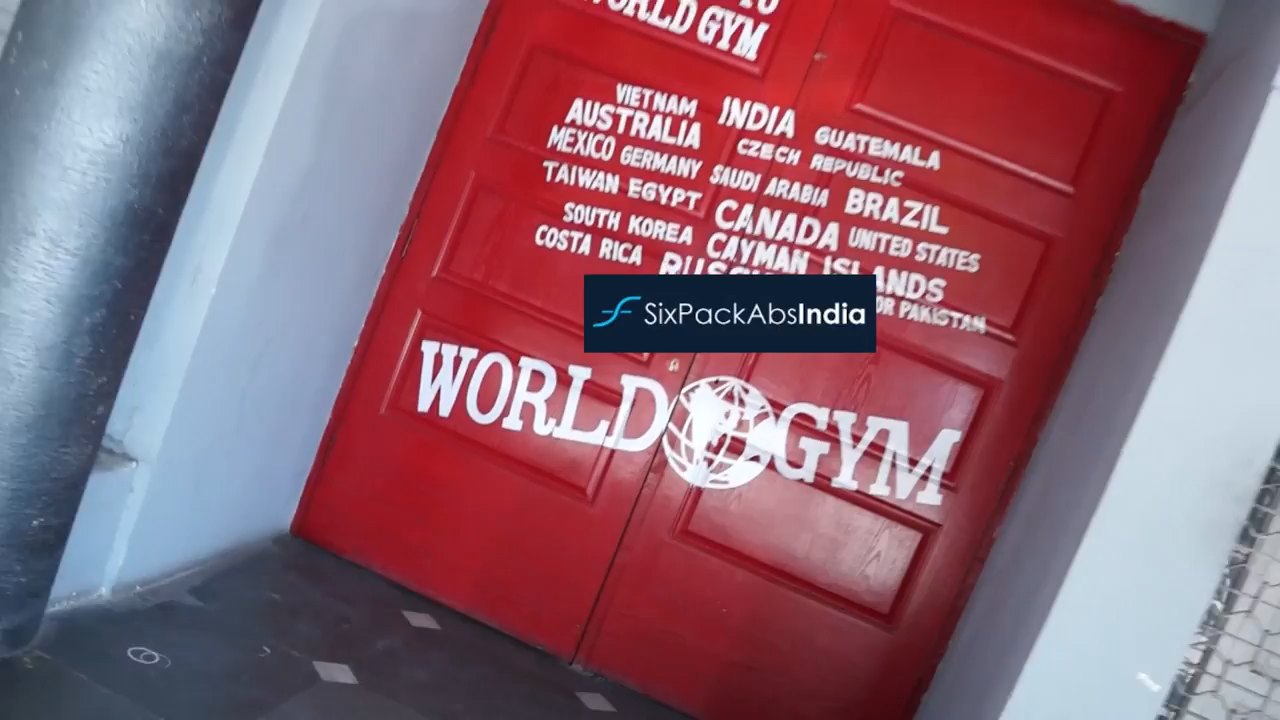 TO
WORLD GYM
VIETNAM INDIA GUATEMALA
AUSTRALIA CZECH REPUBLIC
MEXICO GERMANY SAUDI ARABIA BRAZIL
TAIWAN EGYPT CANADA UNITED STATES
SOUTH KOREA CAYMAN ISLANDS
COSTA RICA PAKISTAN
SixPackAbsIndia
WORLD GYM